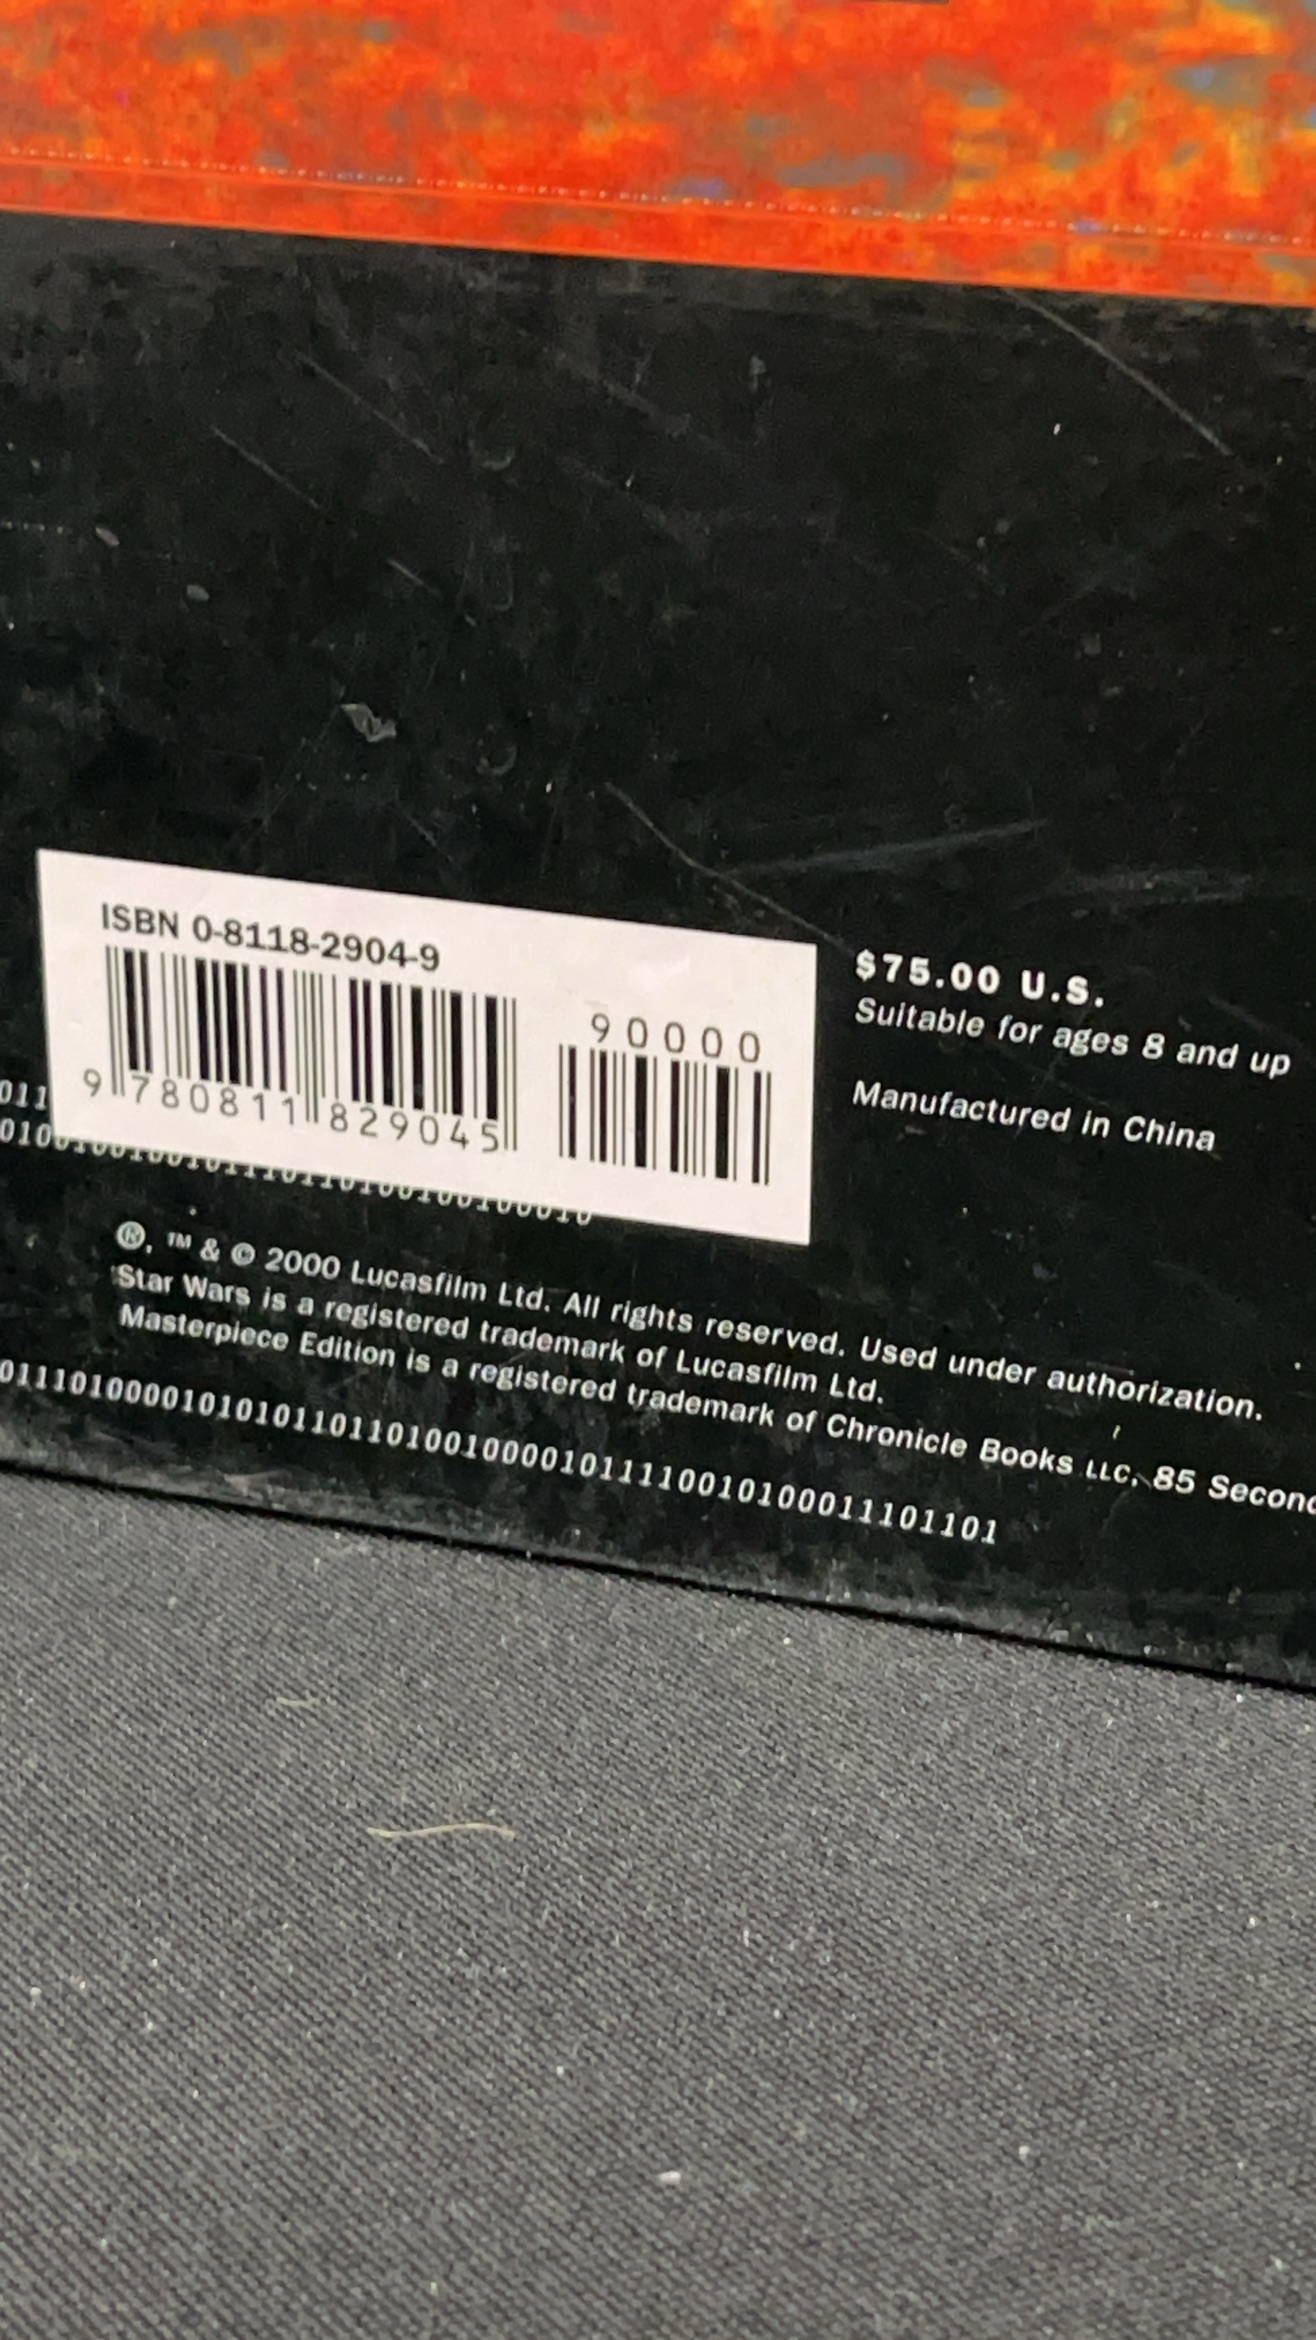 ISBN 0-8118-2904-9
90000
9 780811 829045
$75.00 U.S.
Suitable for ages 8 and up
Manufactured in China
011
®, ™ & © 2000 Lucasfilm Ltd. All rights reserved. Used under authorization.
Star Wars is a registered trademark of Lucasfilm Ltd.
Masterpiece Edition is a registered trademark of Chronicle Books LLC, 85 Second